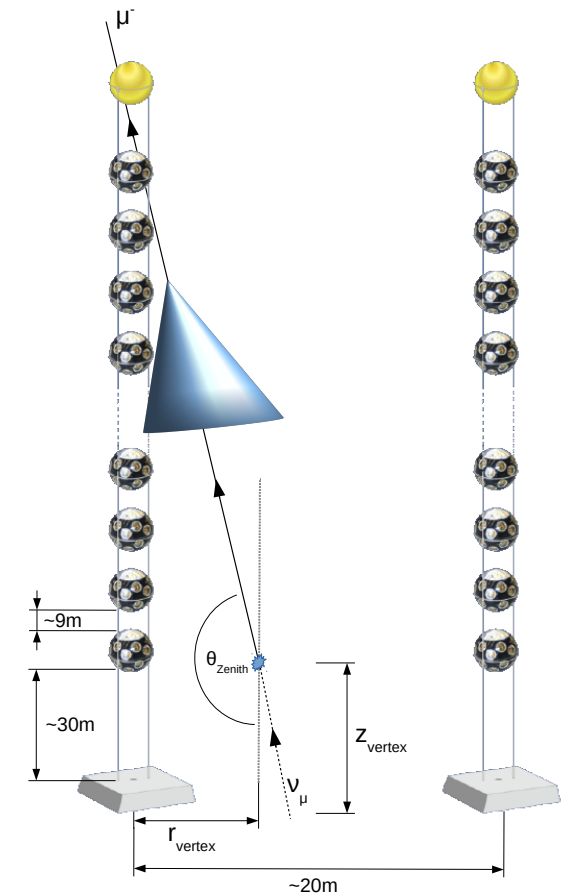 μ-
~9m
θZenith
~30m
zvertex
νμ
rvertex
~20m